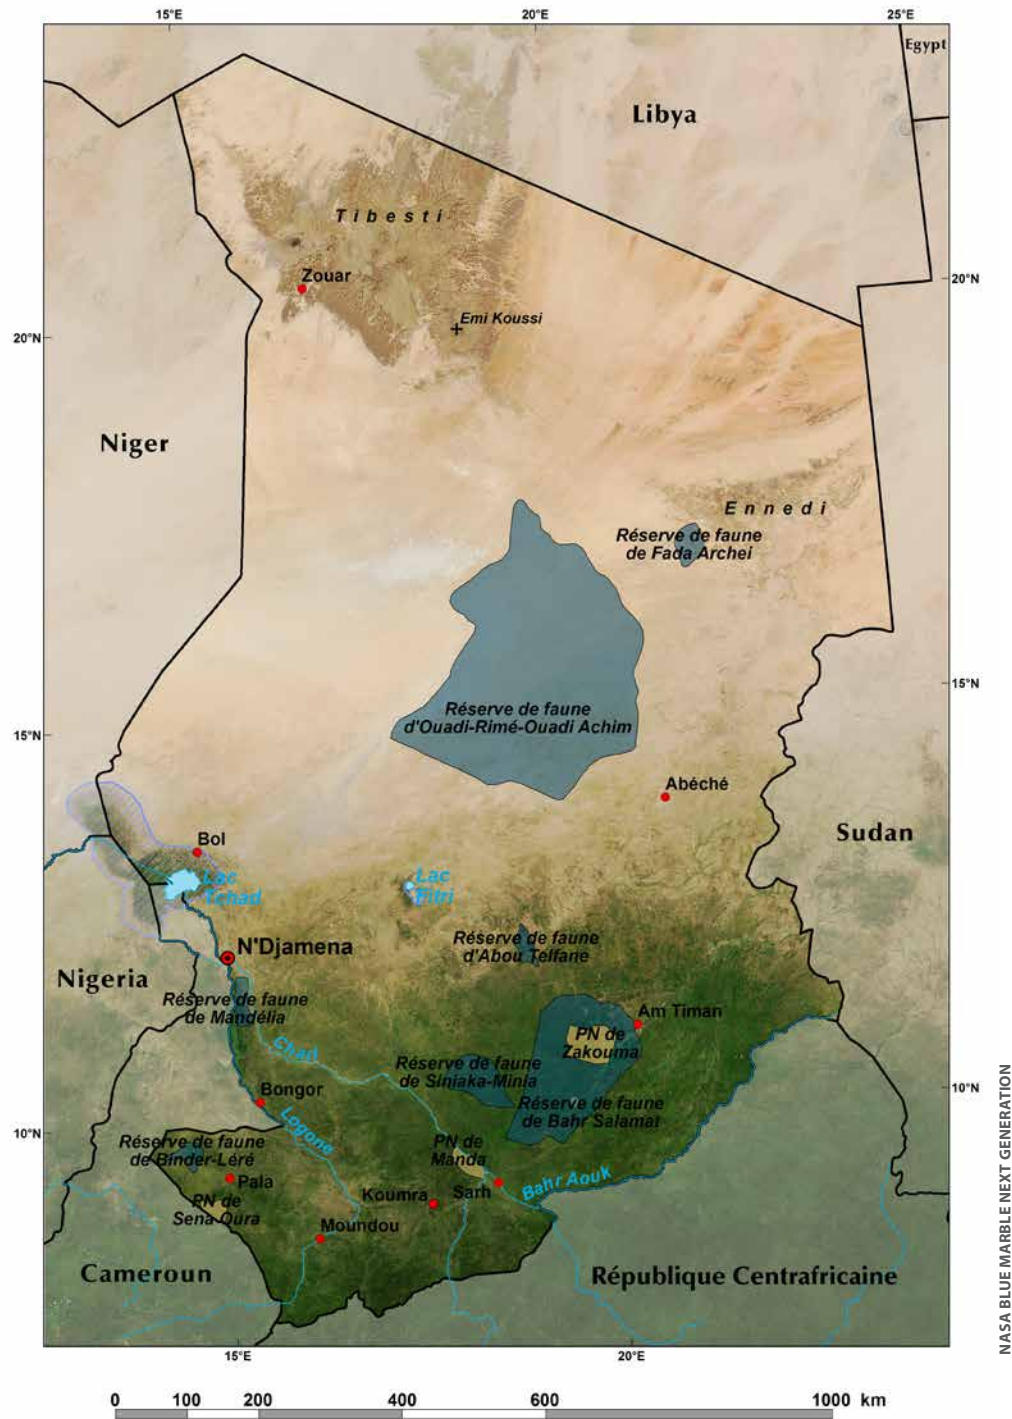 15°E
20°E
25°E
Egypt
Libya
Tibesti
Zouar
20°N
Emi Koussi
20°N
Niger
Ennedi
Réserve de faune
de Fada Archei
15°N
Réserve de faune
d'Ouadi-Rimé-Ouadi Achim
15°N
Abéché
Sudan
Bol
Lac
Tchad
Lac
Fitri
N'Djamena
Réserve de faune
d'Abou Telfane
Nigeria
Réserve de faune
de Mandélia
Am Timan
PN de
Zakouma
Chari
Réserve de faune
de Siniaka-Minia
10°N
Bongor
Réserve de faune
de Bahr Salamat
Logone
10°N
Réserve de faune
de Binder-Léré
PN de
Manda
Pala
Koumra
Sarh
Bahr Aouk
PN de
Sena Oura
Moundou
Cameroun
République Centrafricaine
NASA BLUE MARBLE NEXT GENERATION
15°E
20°E
0
100
200
400
600
1000 km